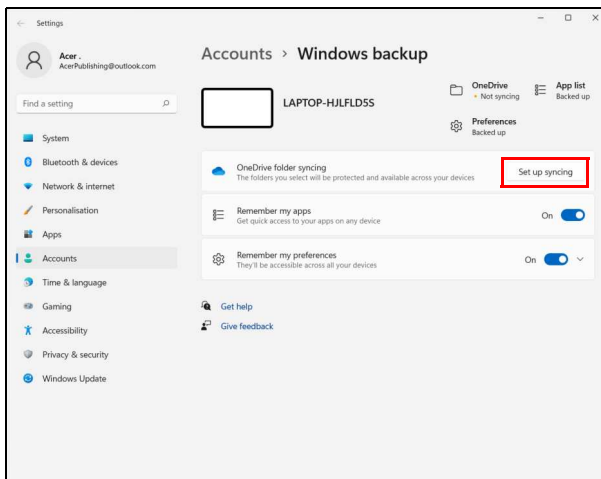 Settings
Acer .
AcerPublishing@outlook.com
Find a setting
System
Bluetooth & devices
Network & internet
Personalisation
Apps
Accounts
Time & language
Gaming
Accessibility
Privacy & security
Windows Update
Accounts > Windows backup
LAPTOP-HJLFLD5S
OneDrive
• Not syncing
App list
Backed up
Preferences
Backed up
OneDrive folder syncing
The folders you select will be protected and available across your devices
Set up syncing
Remember my apps
Get quick access to your apps on any device
On
Remember my preferences
They'll be accessible across all your devices
On
Get help
Give feedback